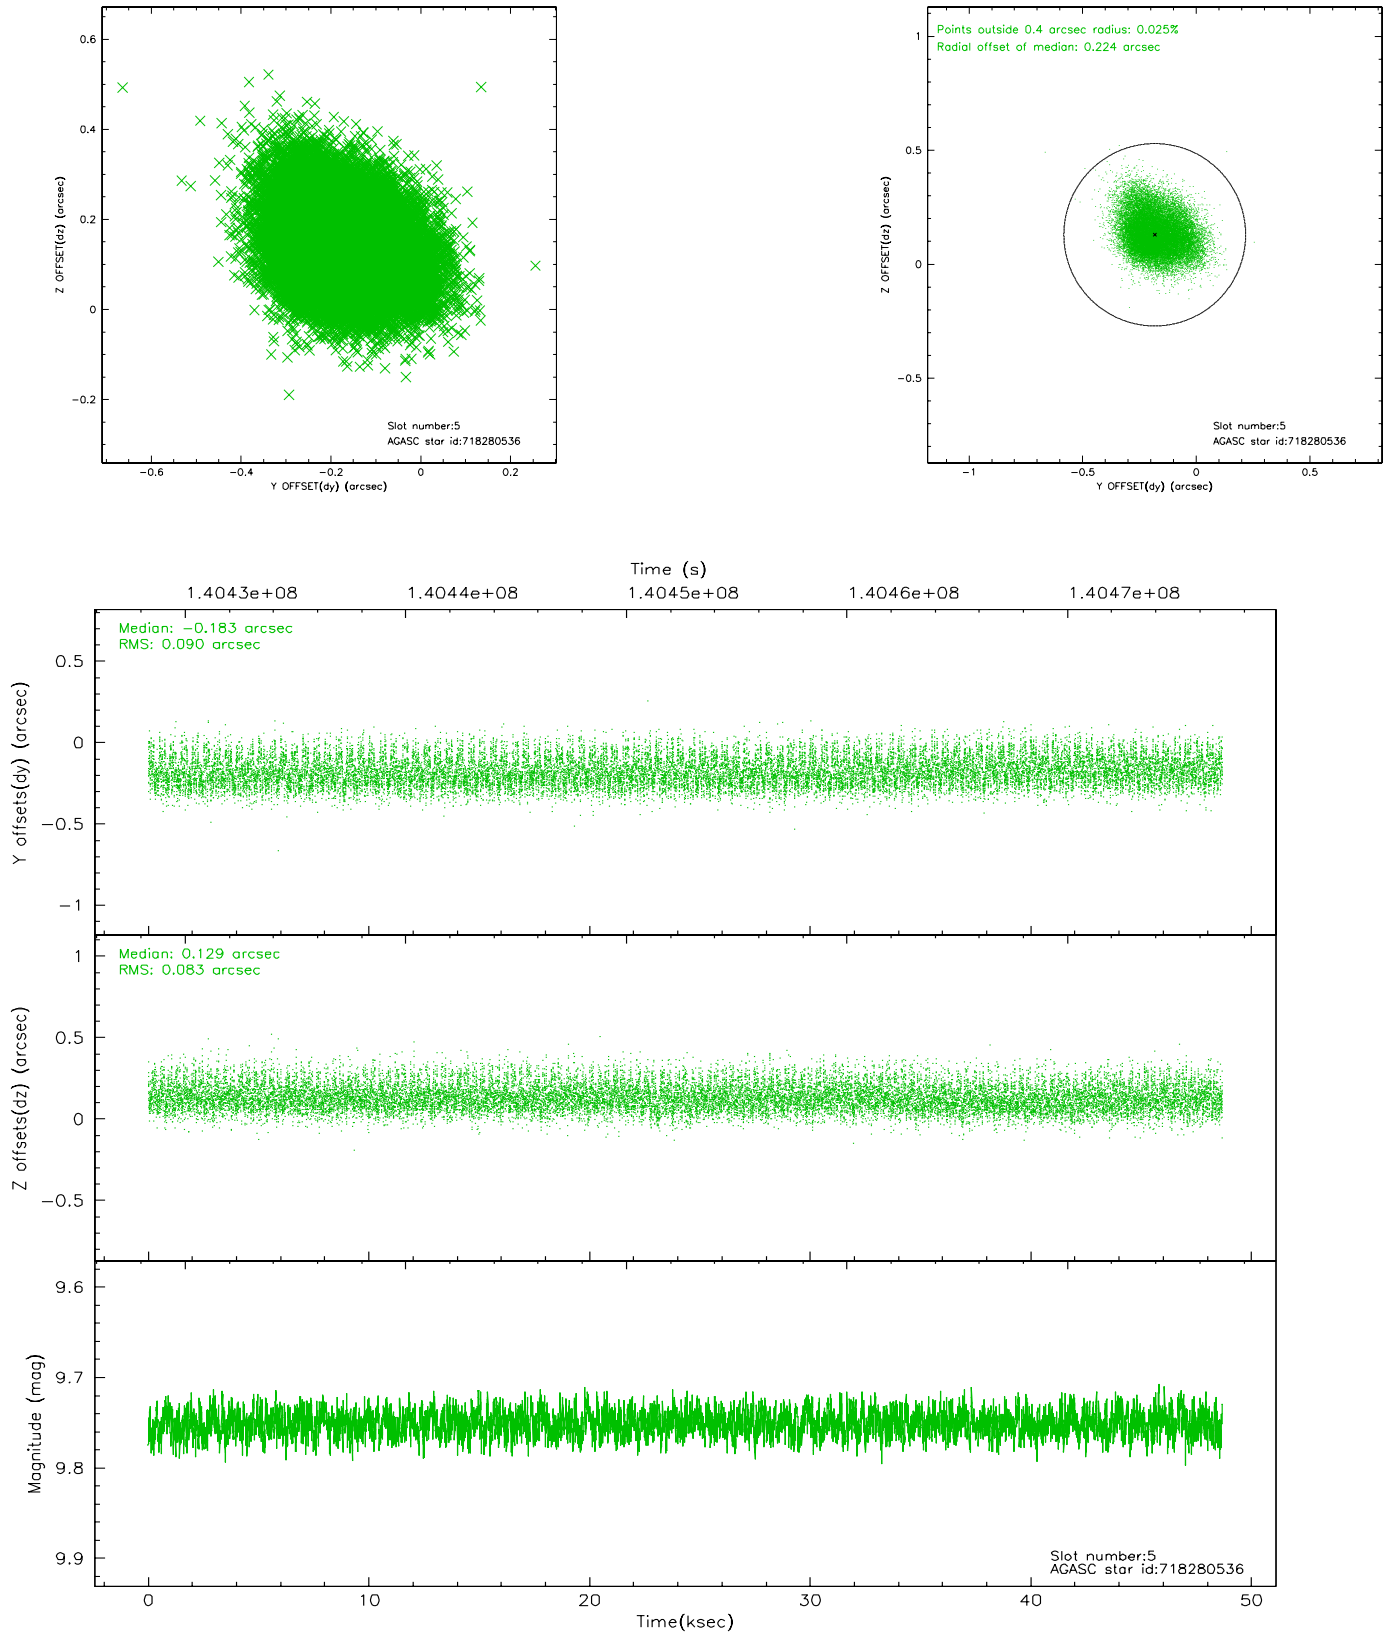 0.6
0.4
0.2
0
−0.2
Z OFFSET(dz) (arcsec)
Slot number:5
AGASC star id:718280536
−0.6 −0.4 −0.2 0 0.2
Y OFFSET(dy) (arcsec)
Points outside 0.4 arcsec radius: 0.025%
Radial offset of median: 0.224 arcsec
1
0.5
0
−0.5
Z OFFSET(dz) (arcsec)
Slot number:5
AGASC star id:718280536
−1 −0.5 0 0.5
Y OFFSET(dy) (arcsec)
Time (s)
1.4043e+08 1.4044e+08 1.4045e+08 1.4046e+08 1.4047e+08
Median: −0.183 arcsec
RMS: 0.090 arcsec
0.5
0
−0.5
−1
Y offsets(dy) (arcsec)
Median: 0.129 arcsec
RMS: 0.083 arcsec
1
0.5
0
−0.5
Z offsets(dz) (arcsec)
9.6
9.7
9.8
9.9
Magnitude (mag)
Slot number:5
AGASC star id:718280536
0 10 20 30 40 50
Time(ksec)